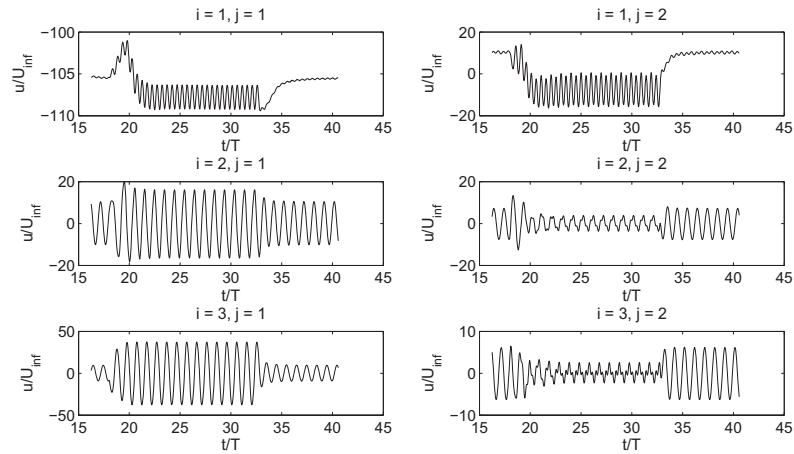 i = 1, j = 1
−100
−105
−110
u/U_inf
15 20 25 30 35 40 45
t/T
i = 1, j = 2
20
0
−20
u/U_inf
15 20 25 30 35 40 45
t/T
i = 2, j = 1
20
0
−20
u/U_inf
15 20 25 30 35 40 45
t/T
i = 2, j = 2
20
0
−20
u/U_inf
15 20 25 30 35 40 45
t/T
i = 3, j = 1
50
0
−50
u/U_inf
15 20 25 30 35 40 45
t/T
i = 3, j = 2
10
0
−10
u/U_inf
15 20 25 30 35 40 45
t/T